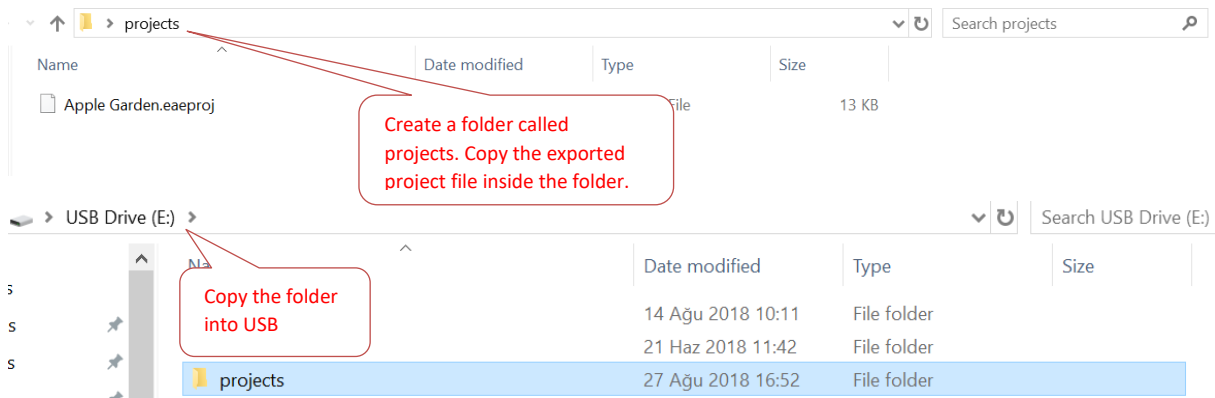 projects
Search projects
Name Date modified Type Size
Apple Garden.eaeproj File 13 KB
Create a folder called
projects. Copy the exported
project file inside the folder.
USB Drive (E:) Search USB Drive (E:)
Date modified Type Size
Copy the folder
into USB
14 Ağu 2018 10:11 File folder
s
21 Haz 2018 11:42 File folder
s
projects 27 Ağu 2018 16:52 File folder